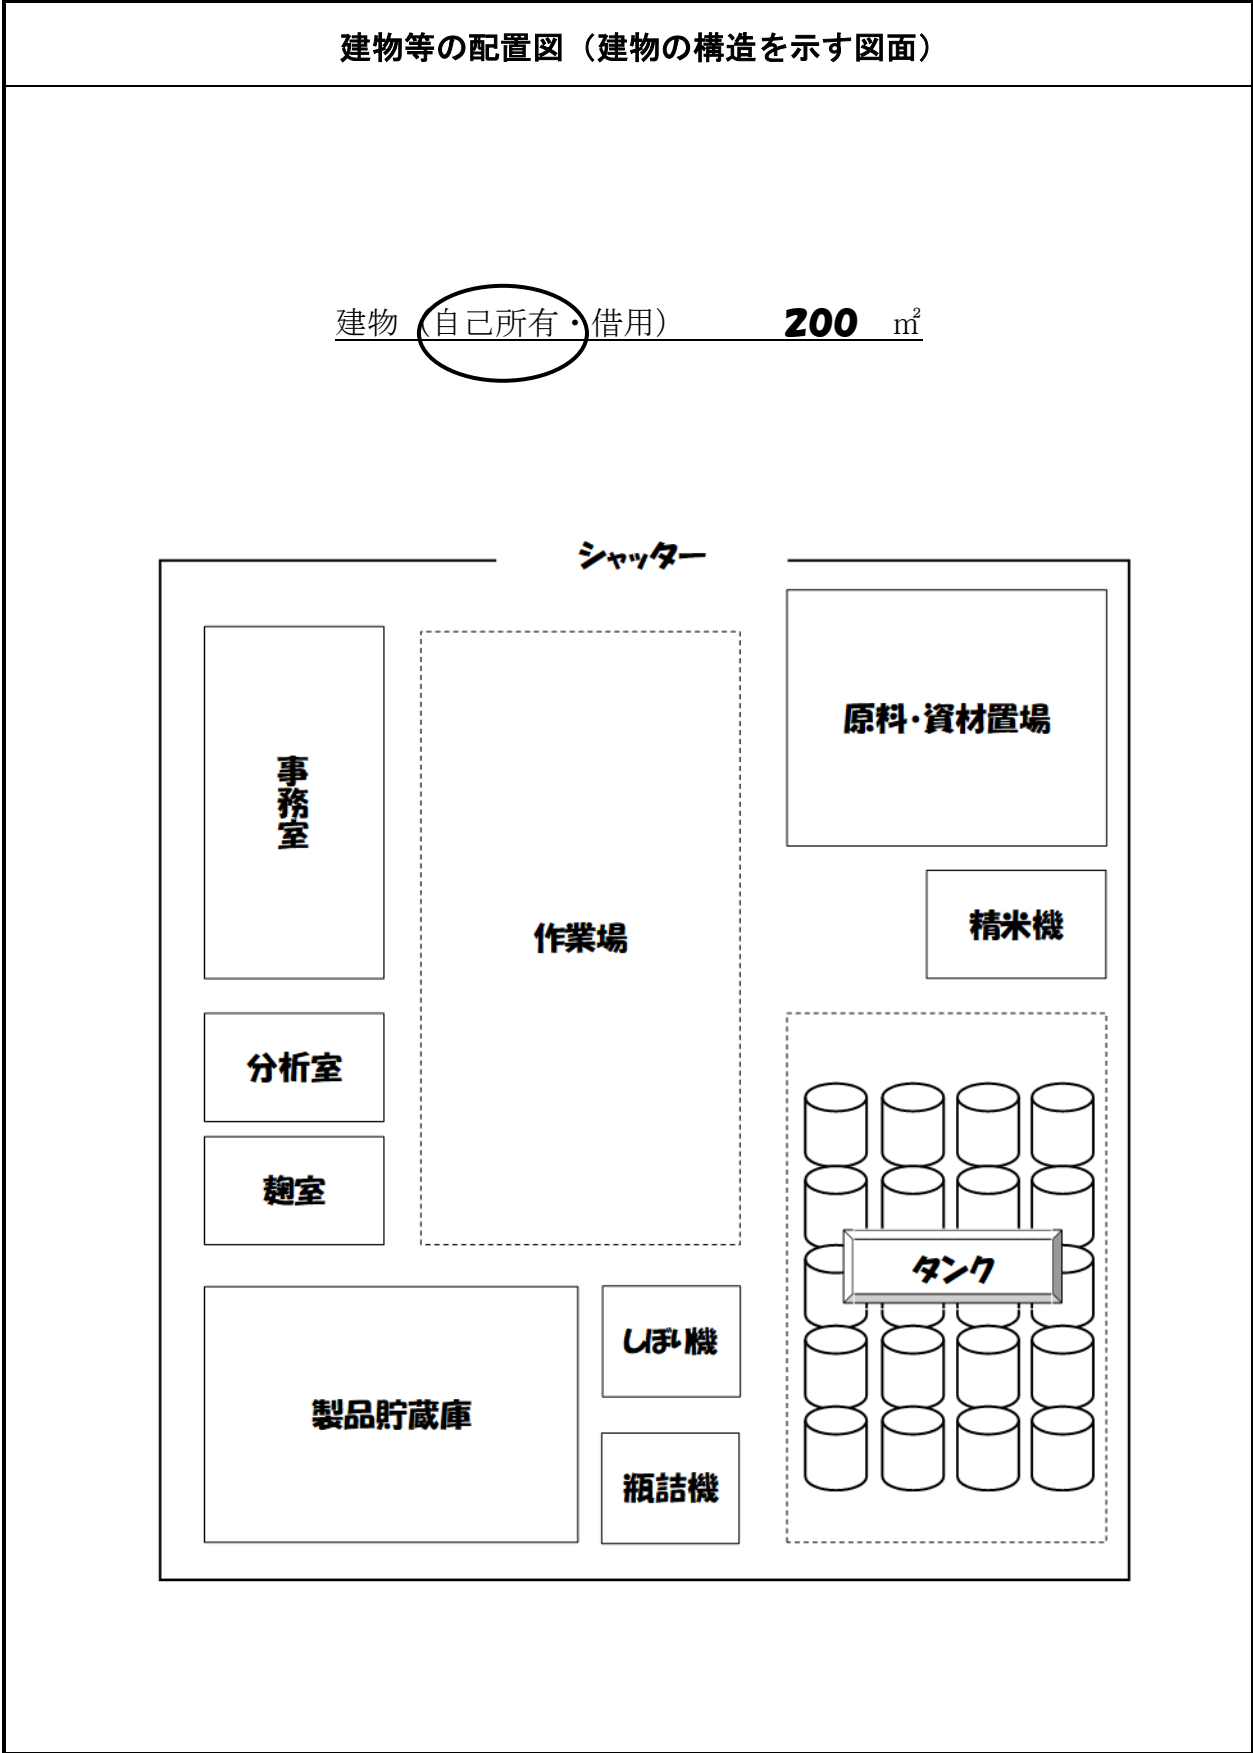 建物等の配置図（建物の構造を示す図面）
建物（自己所有・借用） 200 ㎡
シャッター
原料・資材置場
事務室
作業場
精米機
分析室
麹室
タンク
しぼり機
製品貯蔵庫
瓶詰機